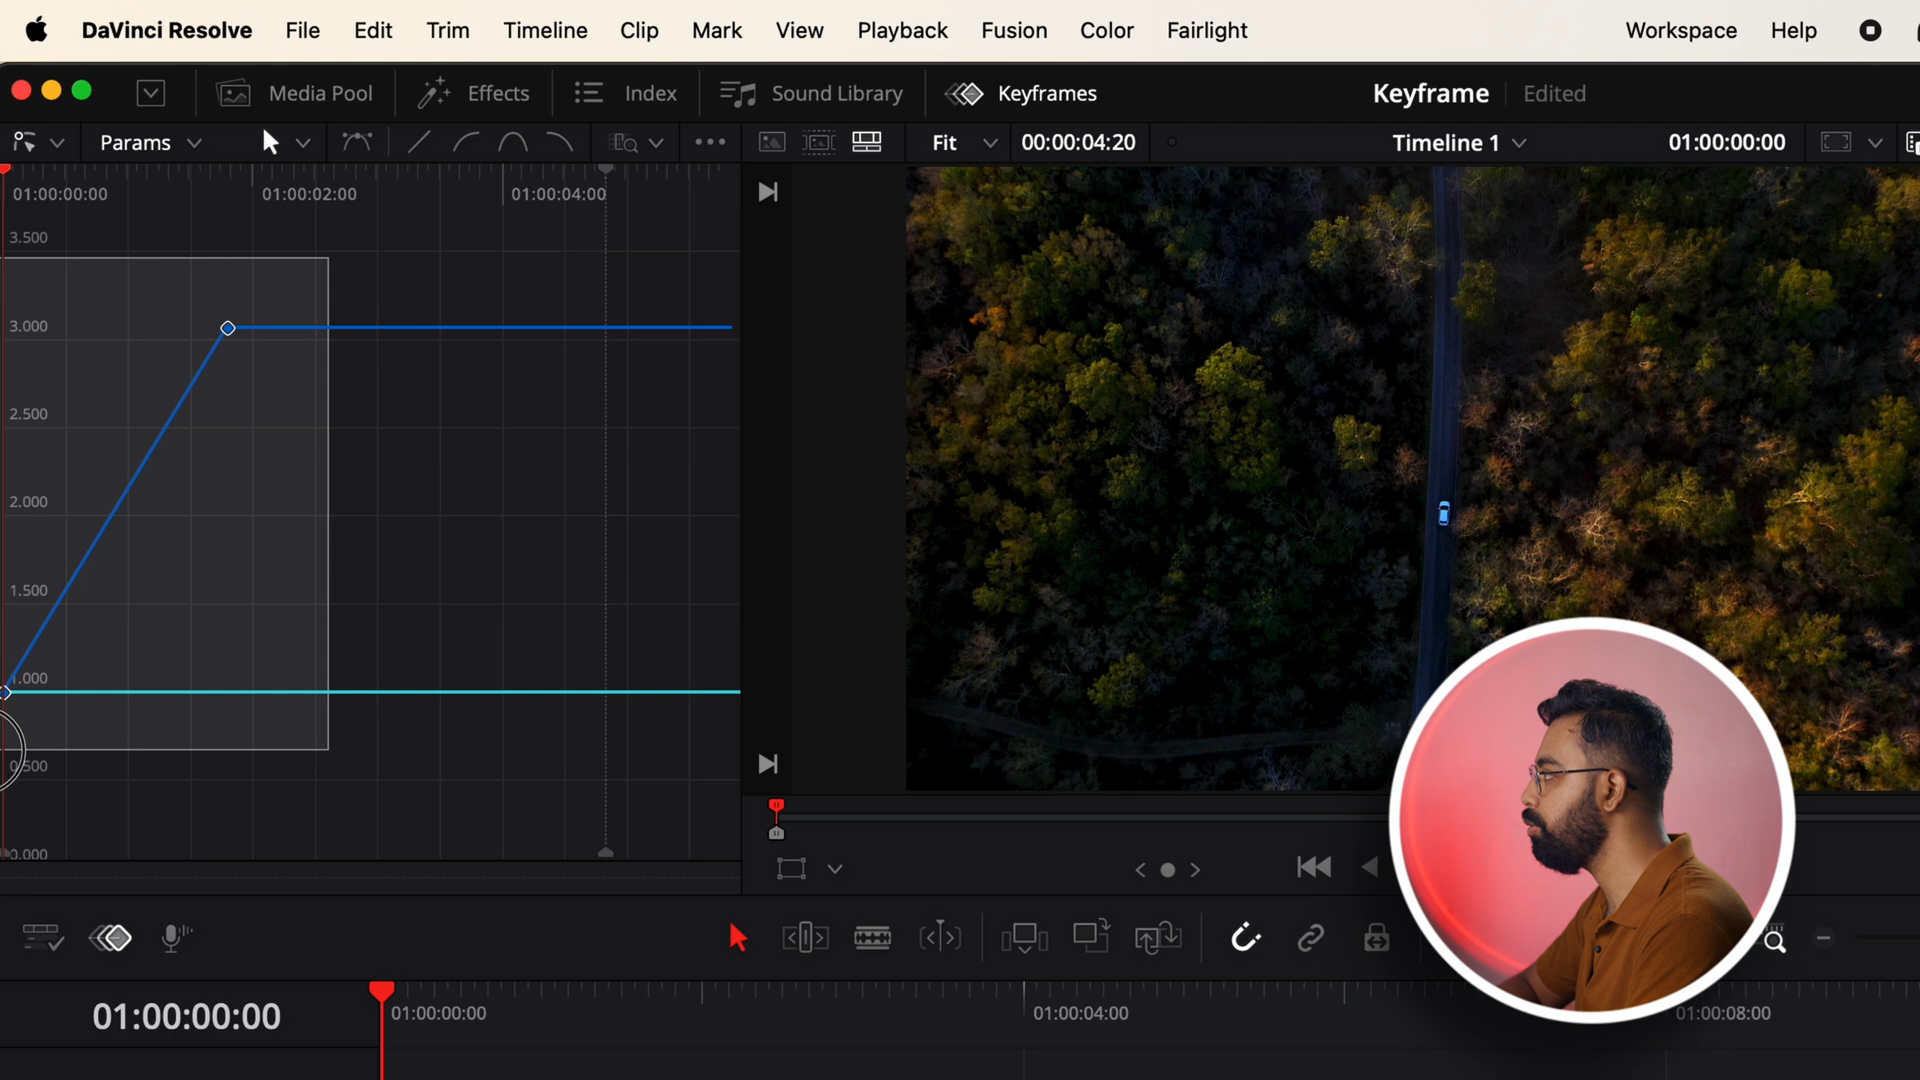 DaVinci Resolve File Edit Trim Timeline Clip Mark View Playback Fusion Color Fairlight Workspace Help
Media Pool Effects Index Sound Library Keyframes Keyframe Edited
Params Fit 00:00:04:20 Timeline 1 01:00:00:00
01:00:00:00 01:00:02:00 01:00:04:00
3.500
3.000
2.500
2.000
1.500
1.000
0.500
0.000
01:00:00:00
01:00:00:00 01:00:04:00 01:00:08:00